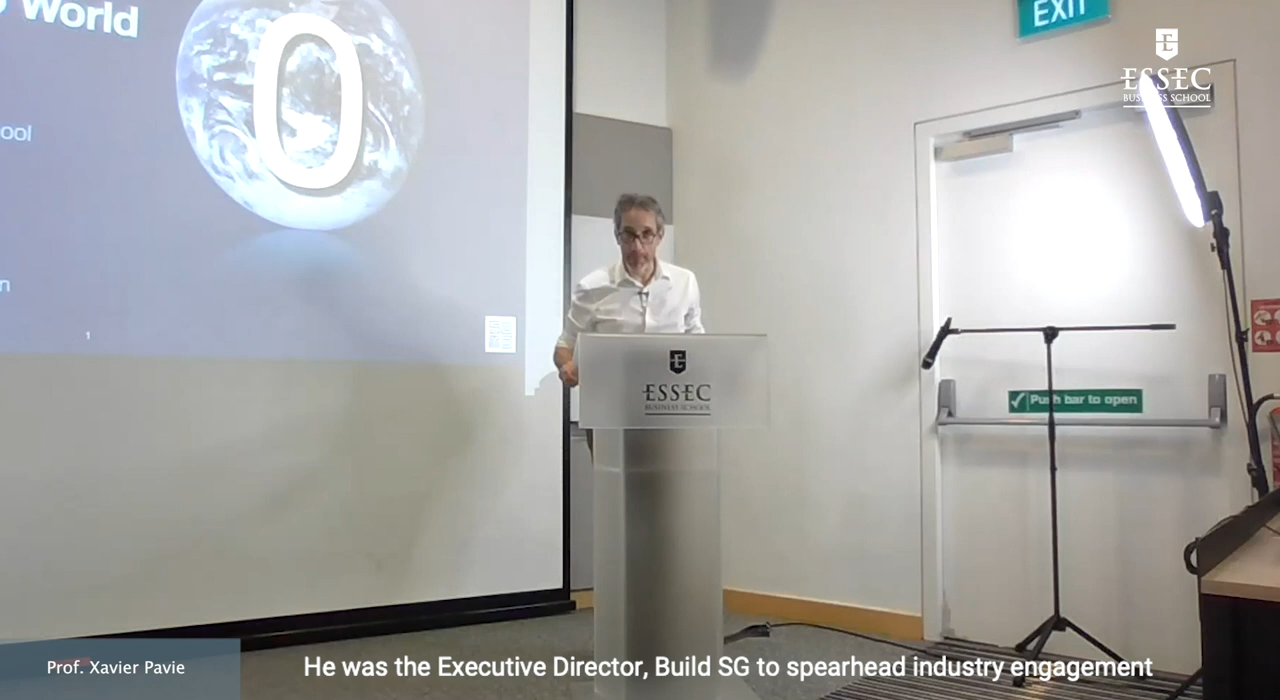 World
0
ool
n
1
EXIT
E
ESSEC
BUSINESS SCHOOL
E
ESSEC
BUSINESS SCHOOL
Push bar to open
Prof. Xavier Pavie
He was the Executive Director, Build SG to spearhead industry engagement